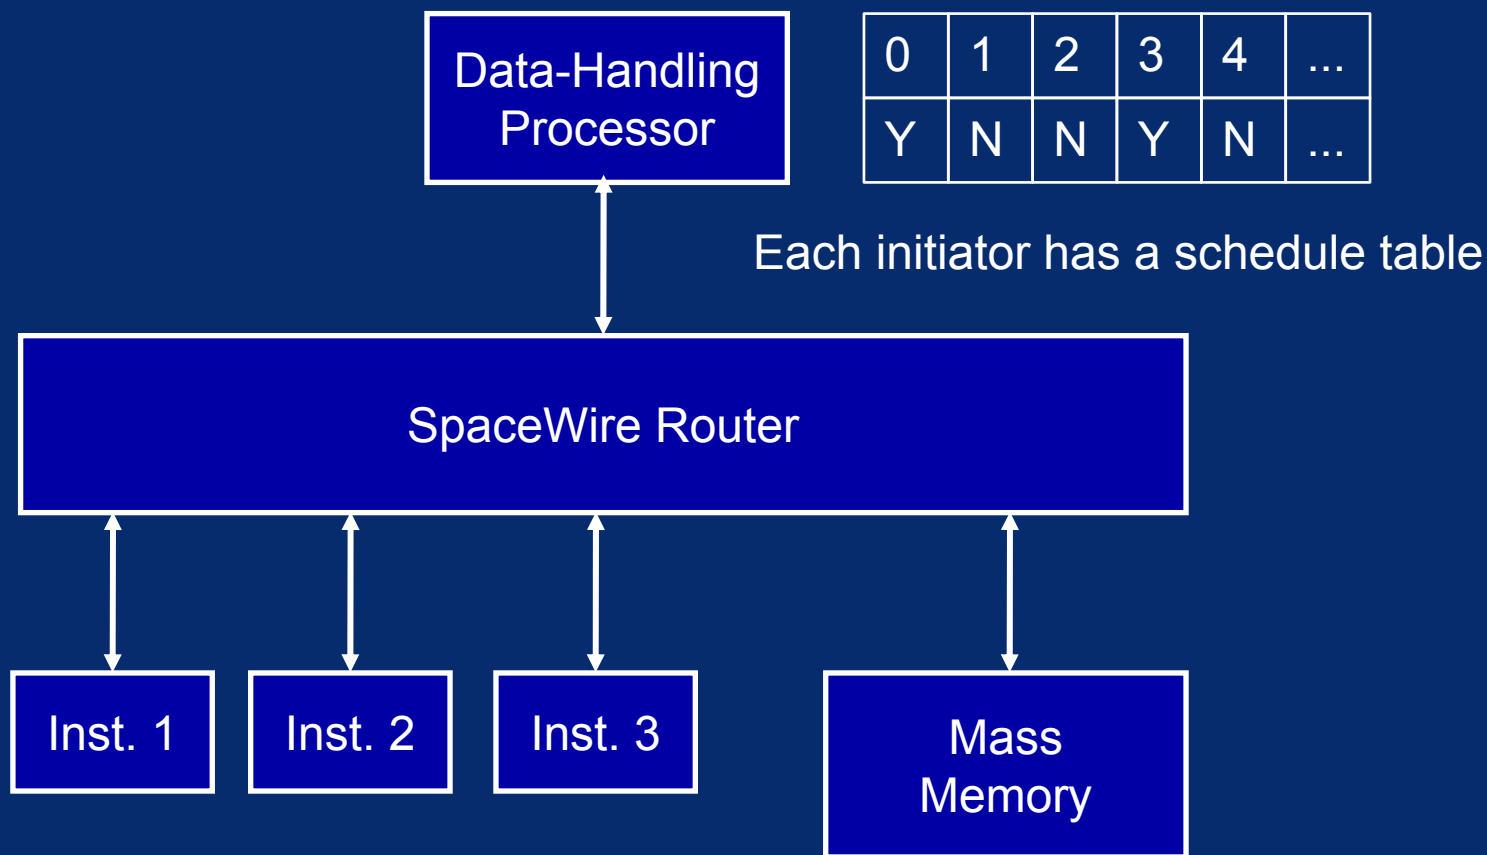 Data-Handling
Processor
0 1 2 3 4 ...
Y N N Y N ...
Each initiator has a schedule table
SpaceWire Router
Inst. 1
Inst. 2
Inst. 3
Mass
Memory